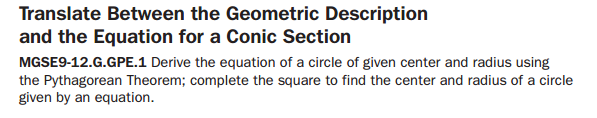 Translate Between the Geometric Description
and the Equation for a Conic Section
MGSE9-12.G.GPE.1 Derive the equation of a circle of given center and radius using
the Pythagorean Theorem; complete the square to find the center and radius of a circle
given by an equation.